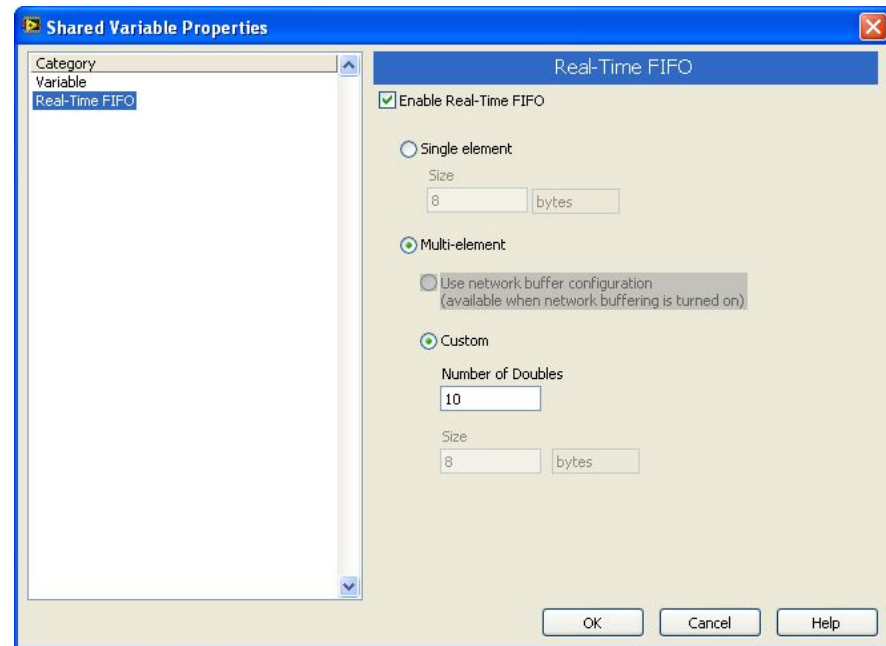 Shared Variable Properties
Category
Variable
Real-Time FIFO
Real-Time FIFO
Enable Real-Time FIFO
Single element
Size
8 bytes
Multi-element
Use network buffer configuration
(available when network buffering is turned on)
Custom
Number of Doubles
10
Size
8 bytes
OK Cancel Help